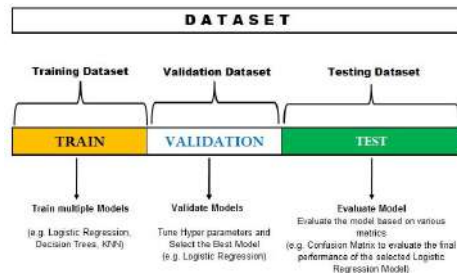 DATASET
Training Dataset
Validation Dataset
Testing Dataset
TRAIN
VALIDATION
TEST
Train multiple Models
(e.g. Logistic Regression,
Decision Trees, KNN)
Validate Models
Tune Hyper parameters and
Select the Best Model
(e.g. Logistic Regression)
Evaluate Model
Evaluate the model based on various
metrics
(e.g. Confusion Matrix to evaluate the final
performance of the selected Logistic
Regression Model)